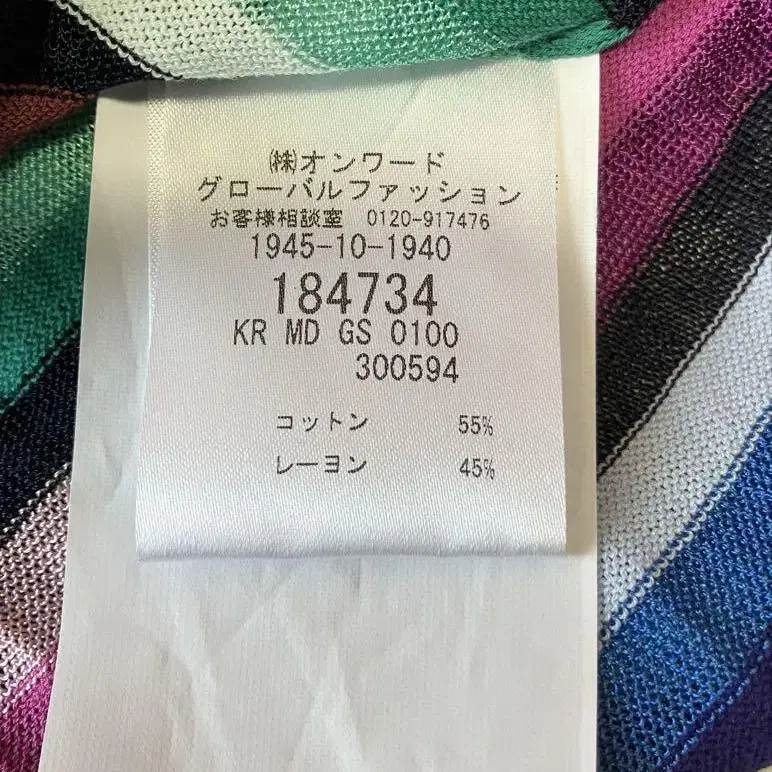 ㈱オンワード
グローバルファッション
お客様相談室 0120-917476
1945-10-1940
184734
KR MD GS 0100
300594
コットン 55%
レーヨン 45%